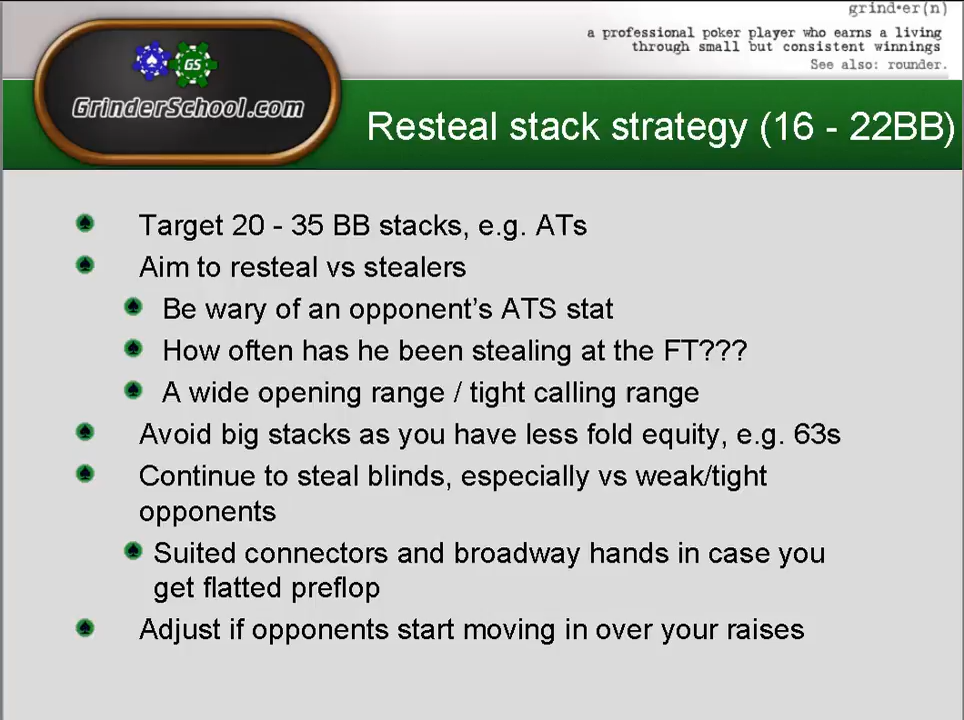 grind•er(n)
a professional poker player who earns a living
through small but consistent winnings
See also: rounder.
GS
GrinderSchool.com
Resteal stack strategy (16 - 22BB)
Target 20 - 35 BB stacks, e.g. ATs
Aim to resteal vs stealers
Be wary of an opponent's ATS stat
How often has he been stealing at the FT???
A wide opening range / tight calling range
Avoid big stacks as you have less fold equity, e.g. 63s
Continue to steal blinds, especially vs weak/tight
opponents
Suited connectors and broadway hands in case you
get flatted preflop
Adjust if opponents start moving in over your raises